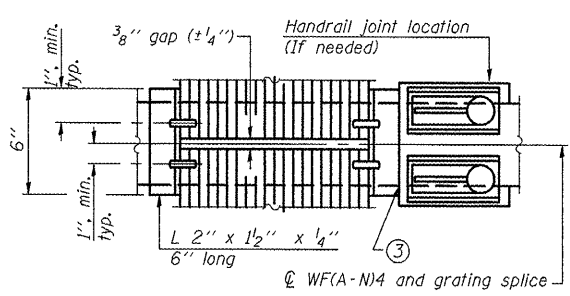 3/8" gap (±1/4")
Handrail joint location
(If needed)
1", min.
typ.
6"
1", min.
typ.
L 2" x 1 1/2" x 1/4"
6" long
3
℄ WF(A-N)4 and grating splice